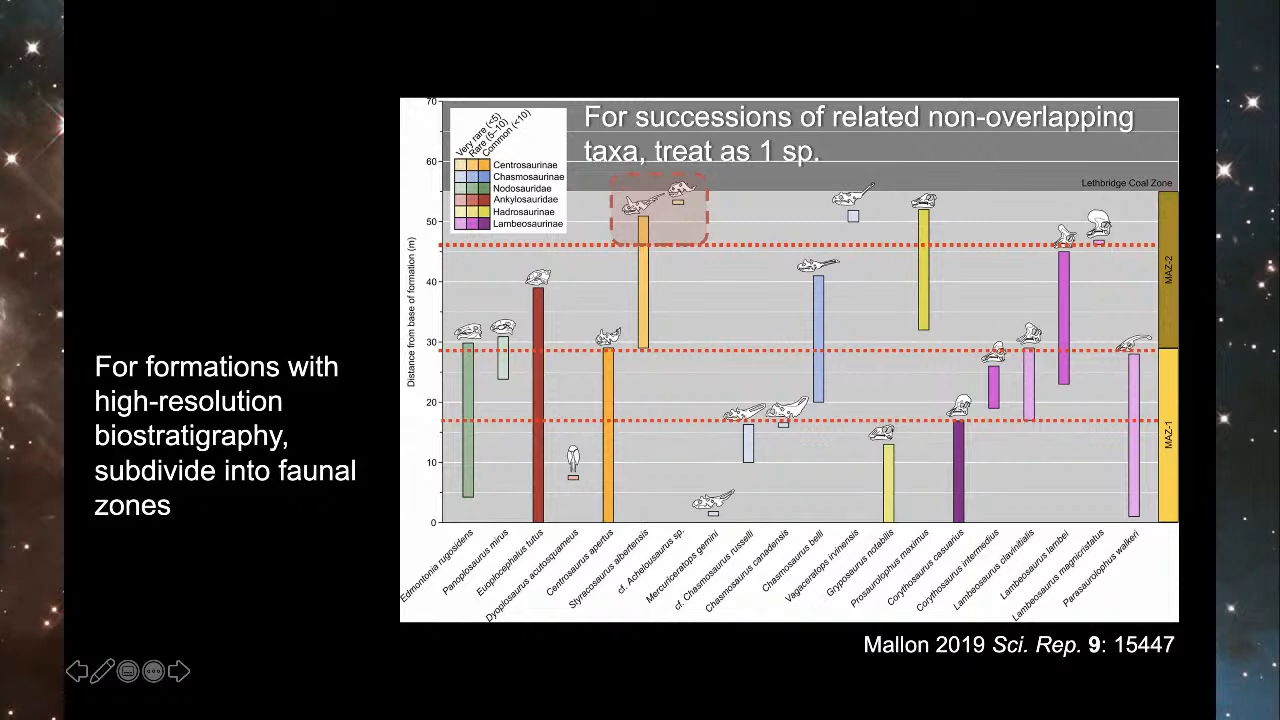 For successions of related non-overlapping
taxa, treat as 1 sp.
Very rare (<5)
Rare (5-10)
Common (<10)
Centrosaurinae
Chasmosaurinae
Nodosauridae
Ankylosauridae
Hadrosaurinae
Lambeosaurinae
Lethbridge Coal Zone
70
60
50
40
30
20
10
0
Distance from base of formation (m)
MAZ-2
MAZ-1
For formations with
high-resolution
biostratigraphy,
subdivide into faunal
zones
Edmontonia rugosidens
Panoplosaurus mirus
Euoplocephalus tutus
Dyoplosaurus acutosquameus
Centrosaurus apertus
Styracosaurus albertensis
cf. Achelousaurus sp.
Mercuriceratops gemini
cf. Chasmosaurus russelli
Chasmosaurus canadensis
Chasmosaurus belli
Vagaceratops irvinensis
Gryposaurus notabilis
Prosaurolophus maximus
Corythosaurus casuarius
Corythosaurus intermedius
Lambeosaurus clavinitialis
Lambeosaurus lambei
Lambeosaurus magnicristatus
Parasaurolophus walkeri
Mallon 2019 Sci. Rep. 9: 15447